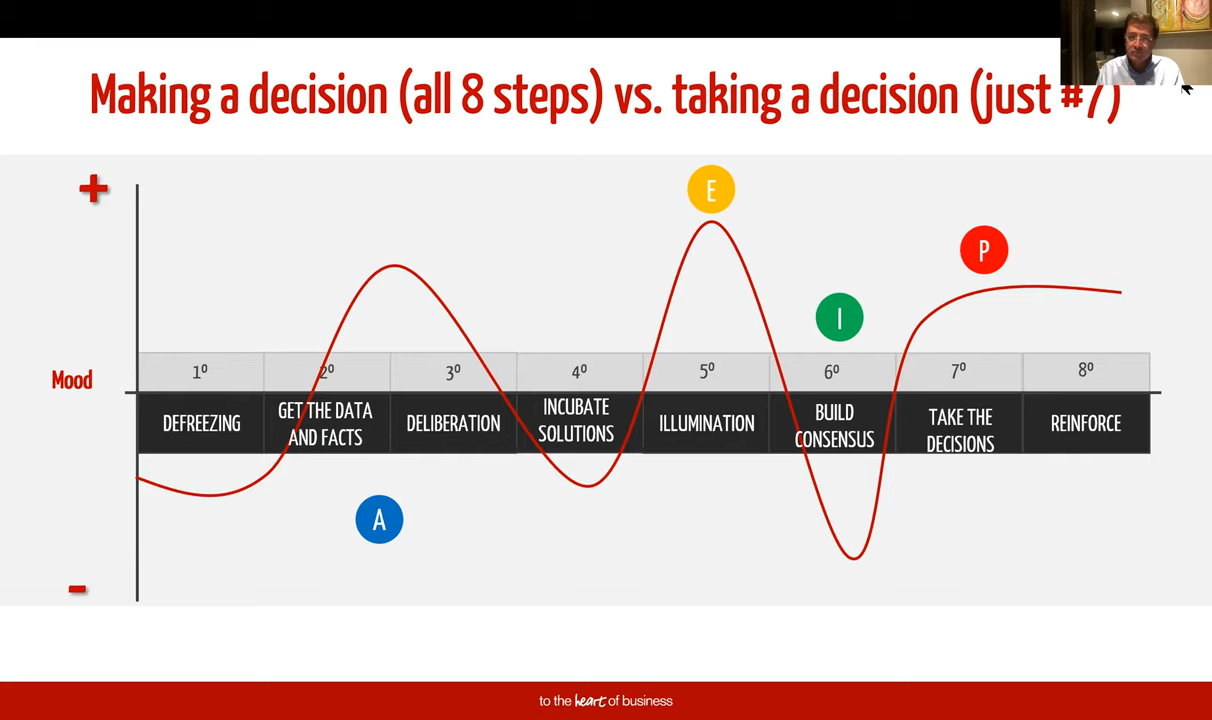 Making a decision (all 8 steps) vs. taking a decision (just #7)
+
E
P
I
Mood
1º
2º
3º
4º
5º
6º
7º
8º
DEFREEZING
GET THE DATA
AND FACTS
DELIBERATION
INCUBATE
SOLUTIONS
ILLUMINATION
BUILD
CONSENSUS
TAKE THE
DECISIONS
REINFORCE
A
-
to the heart of business